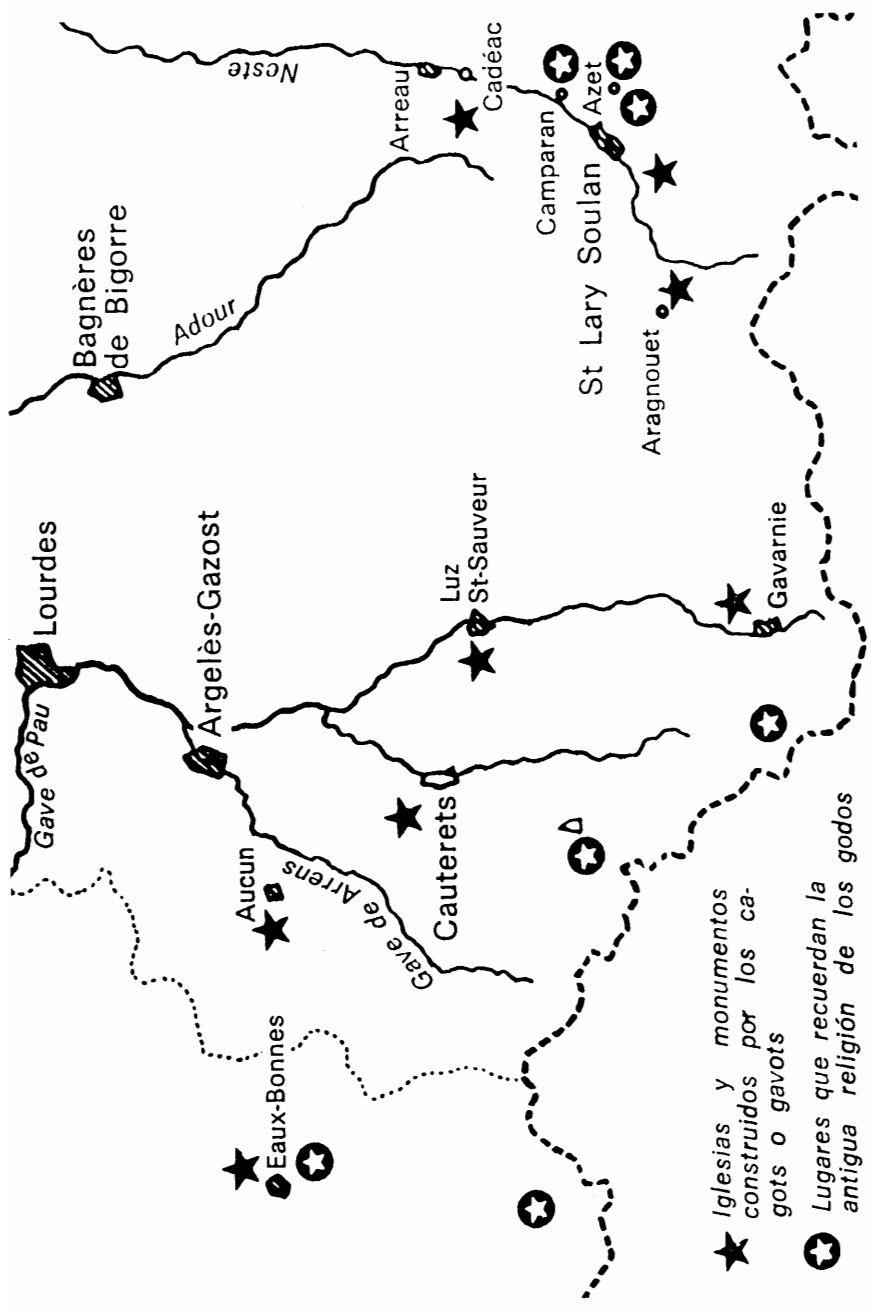 Lourdes
Gave de Pau
Bagnères
de Bigorre
Neste
Adour
Argelès-Gazost
Arreau
Cadéac
Aucun
Gave de Arrens
Eaux-Bonnes
Cauterets
Luz
St-Sauveur
Camparan
Azet
St Lary Soulan
Aragnouet
Gavarnie
Iglesias y monumentos
construidos por los ca-
gots o gavots
Lugares que recuerdan la
antigua religión de los godos